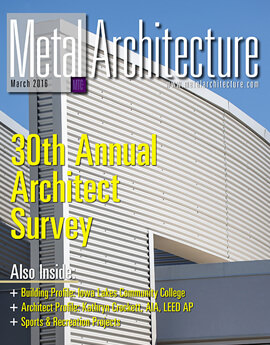 Metal Architecture
March 2016
MTG
www.metalarchitecture.com
30th Annual
Architect
Survey
Also Inside:
+ Building Profile: Iowa Lakes Community College
+ Architect Profile: Kathryn Crockett, AIA, LEED AP
+ Sports & Recreation Projects